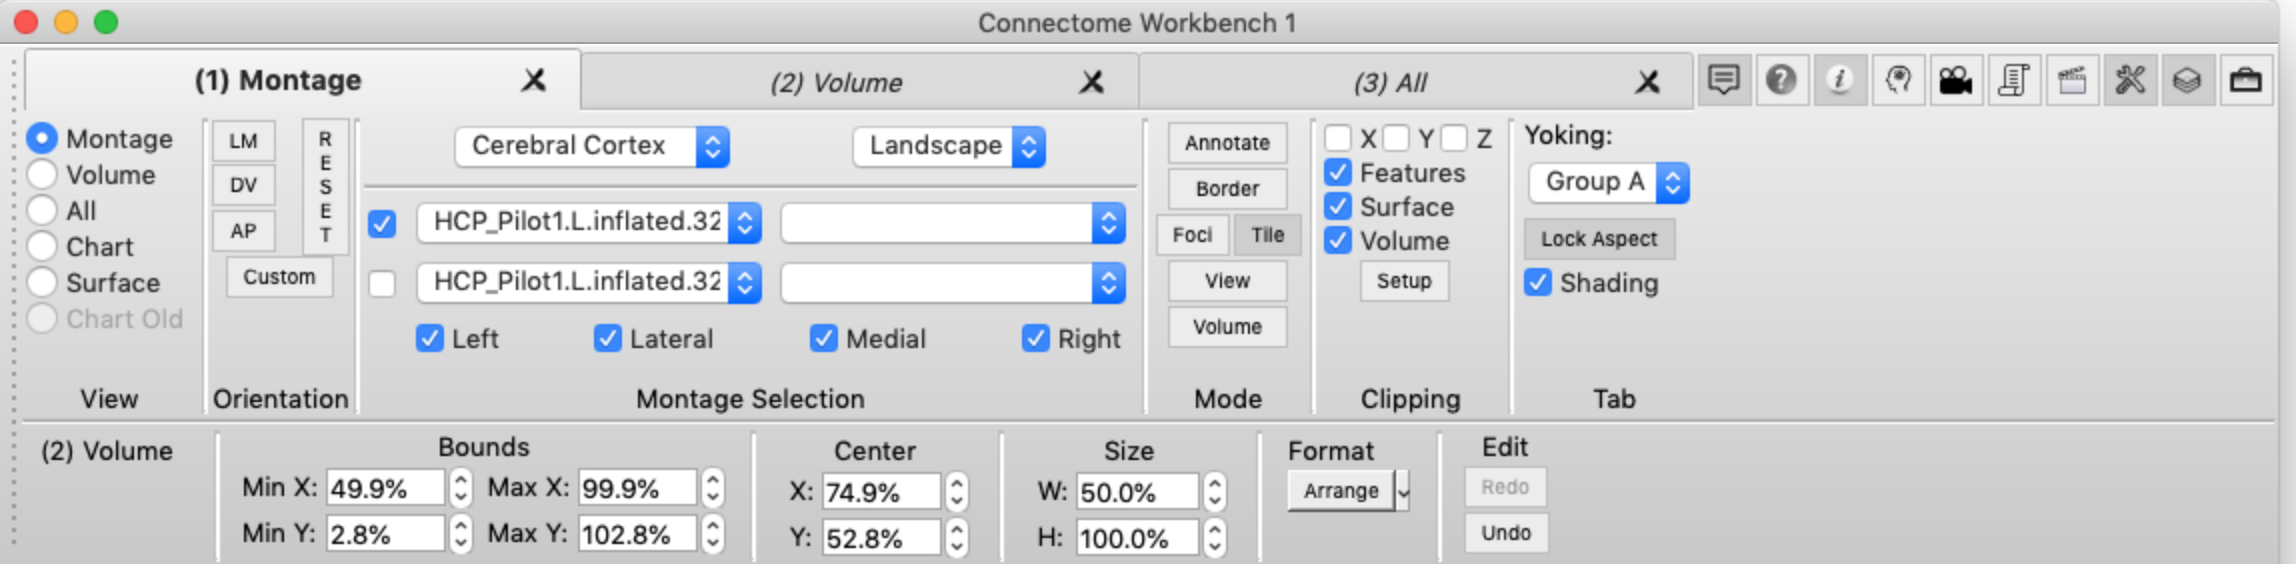 Connectome Workbench 1
(1) Montage
(2) Volume
(3) All
Montage
Volume
All
Chart
Surface
Chart Old
View
LM
DV
AP
RESET
Custom
Orientation
Cerebral Cortex
Landscape
HCP_Pilot1.L.inflated.32
HCP_Pilot1.L.inflated.32
Left Lateral Medial Right
Montage Selection
Annotate
Border
Foci Tile
View
Volume
Mode
X Y Z
Features
Surface
Volume
Setup
Clipping
Yoking:
Group A
Lock Aspect
Shading
Tab
(2) Volume
Bounds
Min X: 49.9% Max X: 99.9%
Min Y: 2.8% Max Y: 102.8%
Center
X: 74.9%
Y: 52.8%
Size
W: 50.0%
H: 100.0%
Format
Arrange
Edit
Redo
Undo